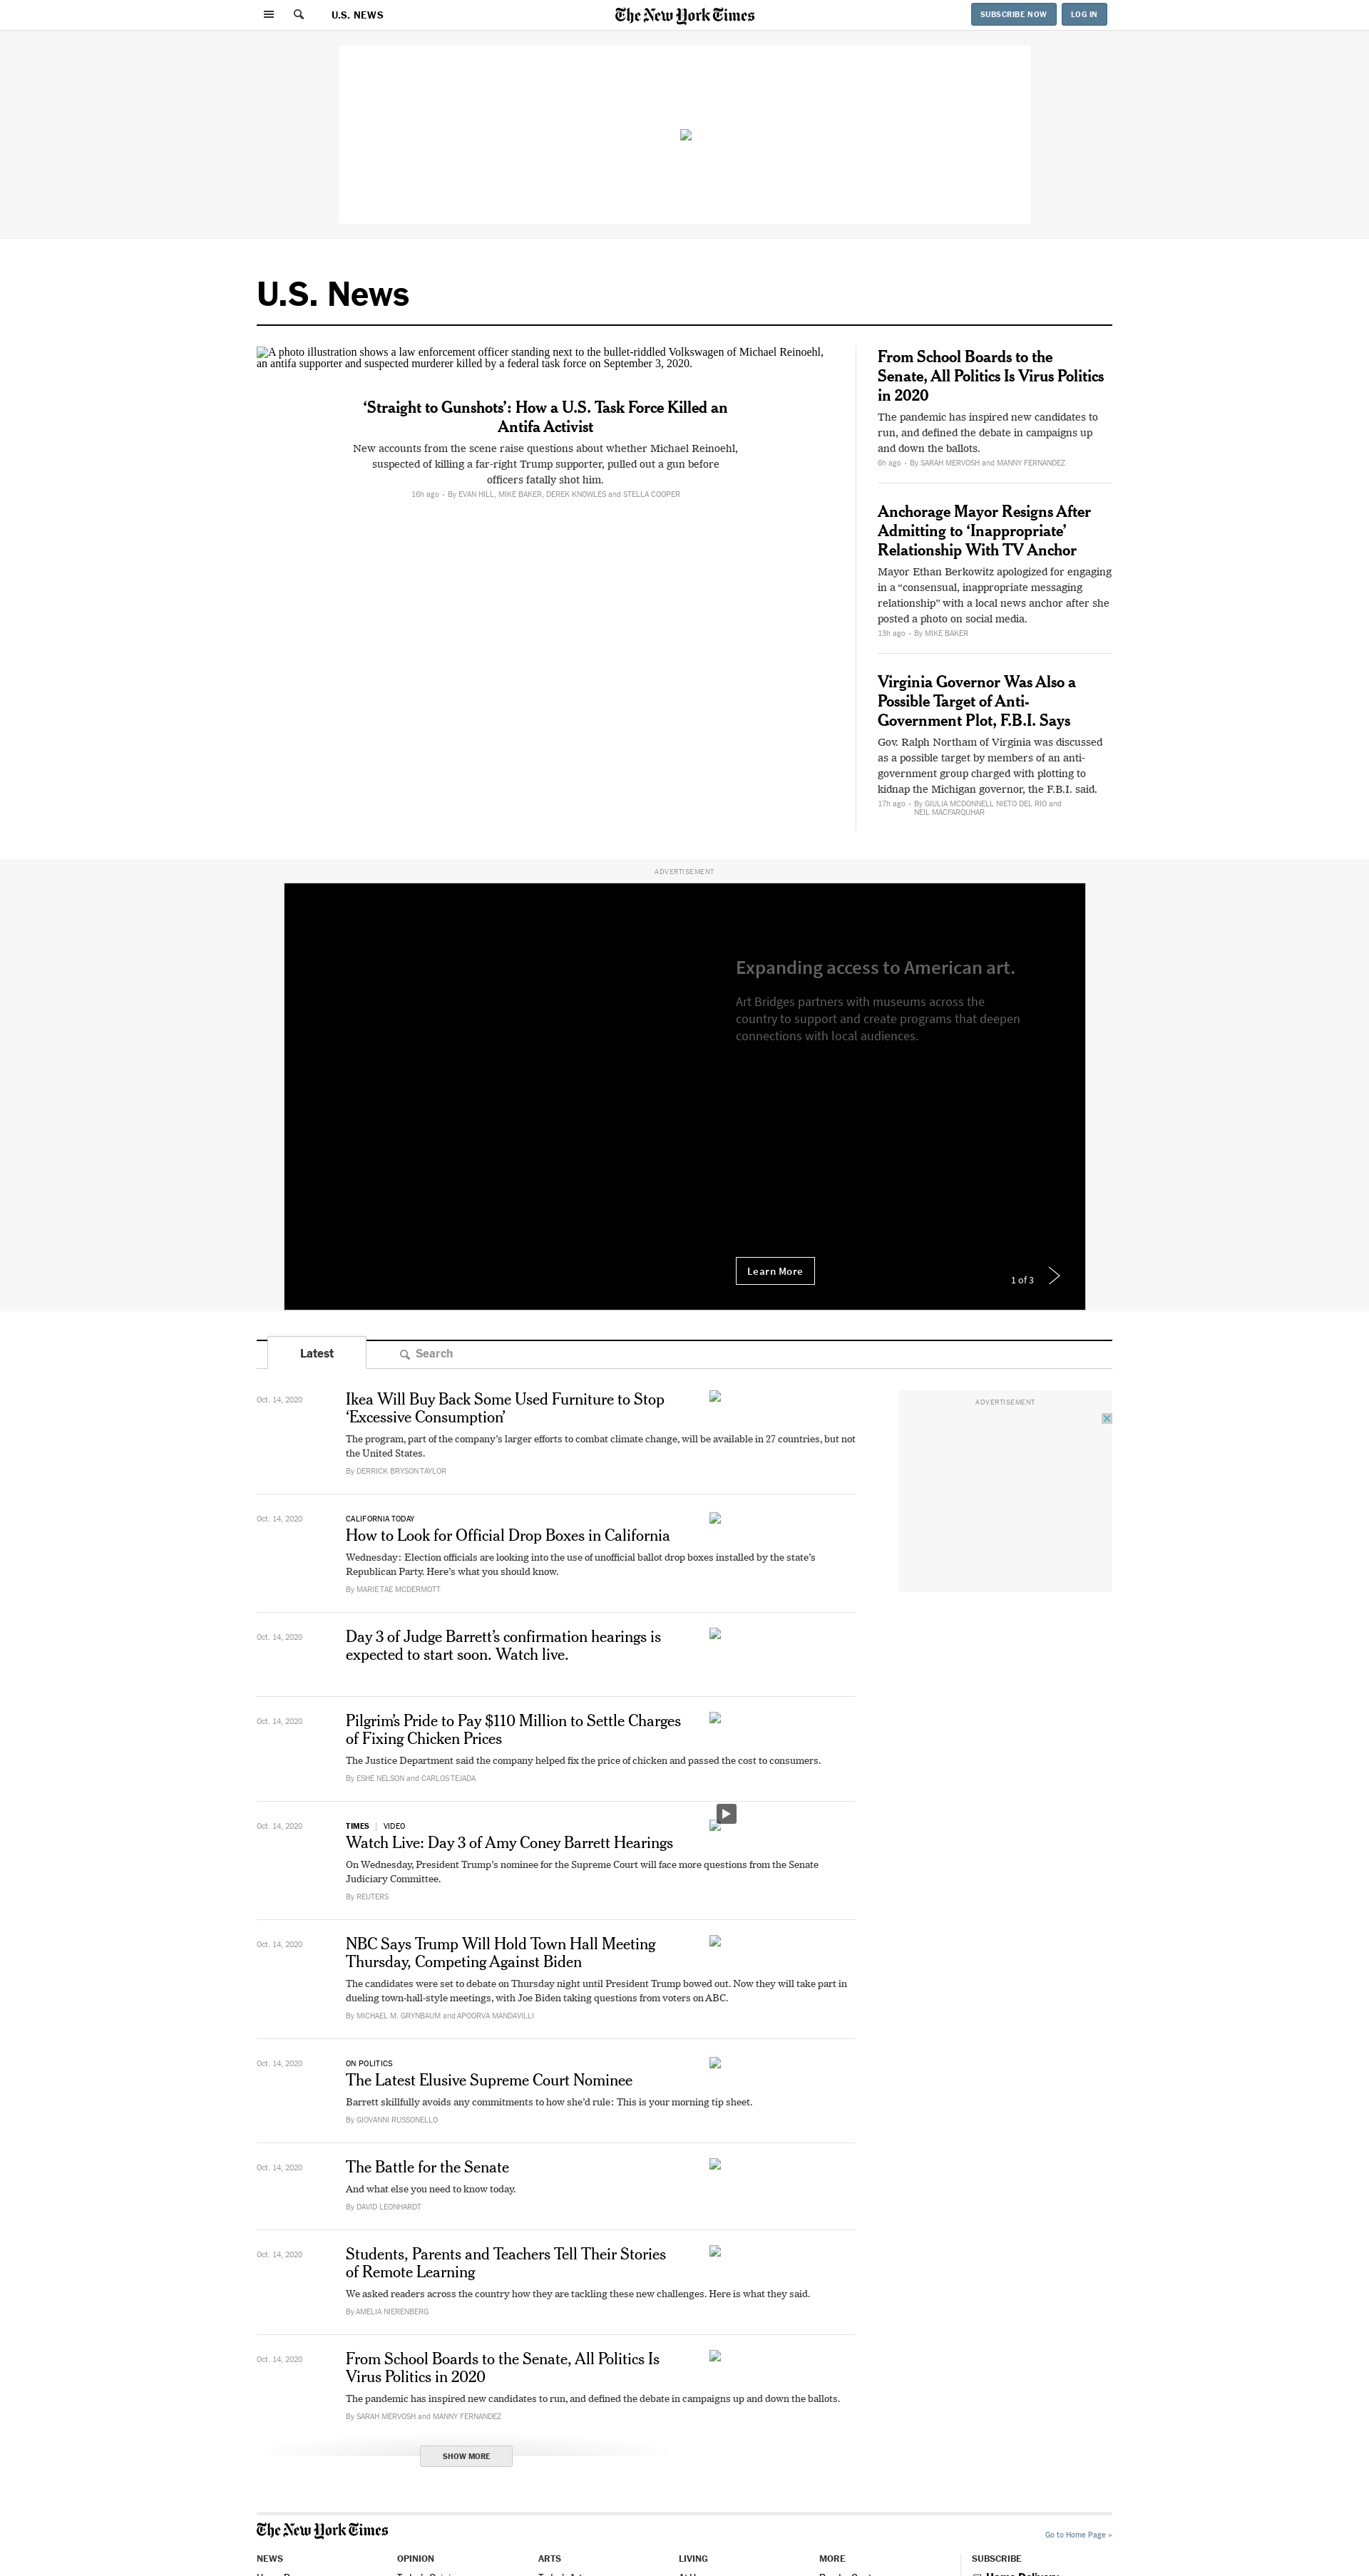 U.S. NEWS
The New York Times
SUBSCRIBE NOW
LOG IN
U.S. News
A photo illustration shows a law enforcement officer standing next to the bullet-riddled Volkswagen of Michael Reinoehl,
an antifa supporter and suspected murderer killed by a federal task force on September 3, 2020.
‘Straight to Gunshots’: How a U.S. Task Force Killed an
Antifa Activist
New accounts from the scene raise questions about whether Michael Reinoehl,
suspected of killing a far-right Trump supporter, pulled out a gun before
officers fatally shot him.
16h ago • By EVAN HILL, MIKE BAKER, DEREK KNOWLES and STELLA COOPER
From School Boards to the
Senate, All Politics Is Virus Politics
in 2020
The pandemic has inspired new candidates to
run, and defined the debate in campaigns up
and down the ballots.
6h ago • By SARAH MERVOSH and MANNY FERNANDEZ
Anchorage Mayor Resigns After
Admitting to ‘Inappropriate’
Relationship With TV Anchor
Mayor Ethan Berkowitz apologized for engaging
in a “consensual, inappropriate messaging
relationship” with a local news anchor after she
posted a photo on social media.
13h ago • By MIKE BAKER
Virginia Governor Was Also a
Possible Target of Anti-
Government Plot, F.B.I. Says
Gov. Ralph Northam of Virginia was discussed
as a possible target by members of an anti-
government group charged with plotting to
kidnap the Michigan governor, the F.B.I. said.
17h ago • By GIULIA MCDONNELL NIETO DEL RIO and
NEIL MACFARQUHAR
ADVERTISEMENT
Expanding access to American art.
Art Bridges partners with museums across the
country to support and create programs that deepen
connections with local audiences.
Learn More
1 of 3
Latest
Search
ADVERTISEMENT
Oct. 14, 2020
Ikea Will Buy Back Some Used Furniture to Stop
‘Excessive Consumption’
The program, part of the company’s larger efforts to combat climate change, will be available in 27 countries, but not
the United States.
By DERRICK BRYSON TAYLOR
Oct. 14, 2020
CALIFORNIA TODAY
How to Look for Official Drop Boxes in California
Wednesday: Election officials are looking into the use of unofficial ballot drop boxes installed by the state’s
Republican Party. Here’s what you should know.
By MARIE TAE MCDERMOTT
Oct. 14, 2020
Day 3 of Judge Barrett’s confirmation hearings is
expected to start soon. Watch live.
Oct. 14, 2020
Pilgrim’s Pride to Pay $110 Million to Settle Charges
of Fixing Chicken Prices
The Justice Department said the company helped fix the price of chicken and passed the cost to consumers.
By ESHE NELSON and CARLOS TEJADA
Oct. 14, 2020
TIMES | VIDEO
Watch Live: Day 3 of Amy Coney Barrett Hearings
On Wednesday, President Trump’s nominee for the Supreme Court will face more questions from the Senate
Judiciary Committee.
By REUTERS
Oct. 14, 2020
NBC Says Trump Will Hold Town Hall Meeting
Thursday, Competing Against Biden
The candidates were set to debate on Thursday night until President Trump bowed out. Now they will take part in
dueling town-hall-style meetings, with Joe Biden taking questions from voters on ABC.
By MICHAEL M. GRYNBAUM and APOORVA MANDAVILLI
Oct. 14, 2020
ON POLITICS
The Latest Elusive Supreme Court Nominee
Barrett skillfully avoids any commitments to how she’d rule: This is your morning tip sheet.
By GIOVANNI RUSSONELLO
Oct. 14, 2020
The Battle for the Senate
And what else you need to know today.
By DAVID LEONHARDT
Oct. 14, 2020
Students, Parents and Teachers Tell Their Stories
of Remote Learning
We asked readers across the country how they are tackling these new challenges. Here is what they said.
By AMELIA NIERENBERG
Oct. 14, 2020
From School Boards to the Senate, All Politics Is
Virus Politics in 2020
The pandemic has inspired new candidates to run, and defined the debate in campaigns up and down the ballots.
By SARAH MERVOSH and MANNY FERNANDEZ
SHOW MORE
The New York Times
Go to Home Page »
NEWS
OPINION
ARTS
LIVING
MORE
SUBSCRIBE